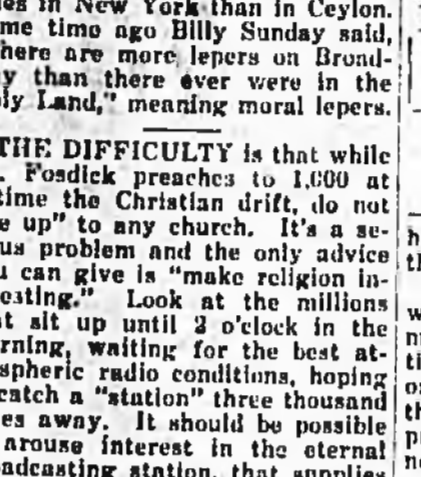 es in New York than in Ceylon.
me time ago Billy Sunday said,
here are more lepers on Broad-
y than there ever were in the
ly Land," meaning moral lepers.
THE DIFFICULTY is that while
. Fosdick preaches to 1,000 at
time the Christian drift, do not
e up" to any church. It's a se-
us problem and the only advice
u can give is "make religion in-
esting." Look at the millions
t sit up until 2 o'clock in the
rning, waiting for the best at-
spheric radio conditions, hoping
catch a "station" three thousand
es away. It should be possible
arouse interest in the eternal
adcasting station, that supplies